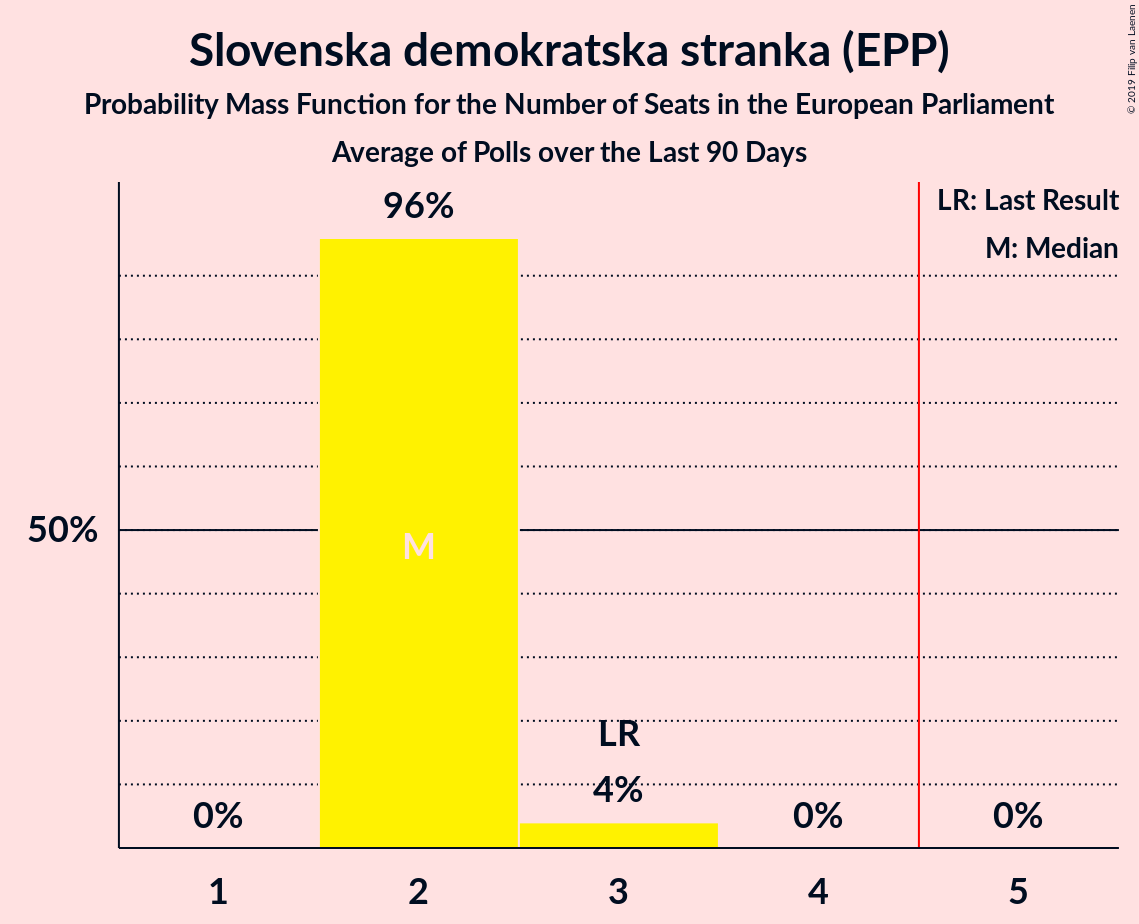 Slovenska demokratska stranka (EPP)
Probability Mass Function for the Number of Seats in the European Parliament
Average of Polls over the Last 90 Days
© 2019 Filip van Laenen
LR: Last Result
M: Median
96%
50%
M
LR
4%
0%
0%
0%
1
2
3
4
5